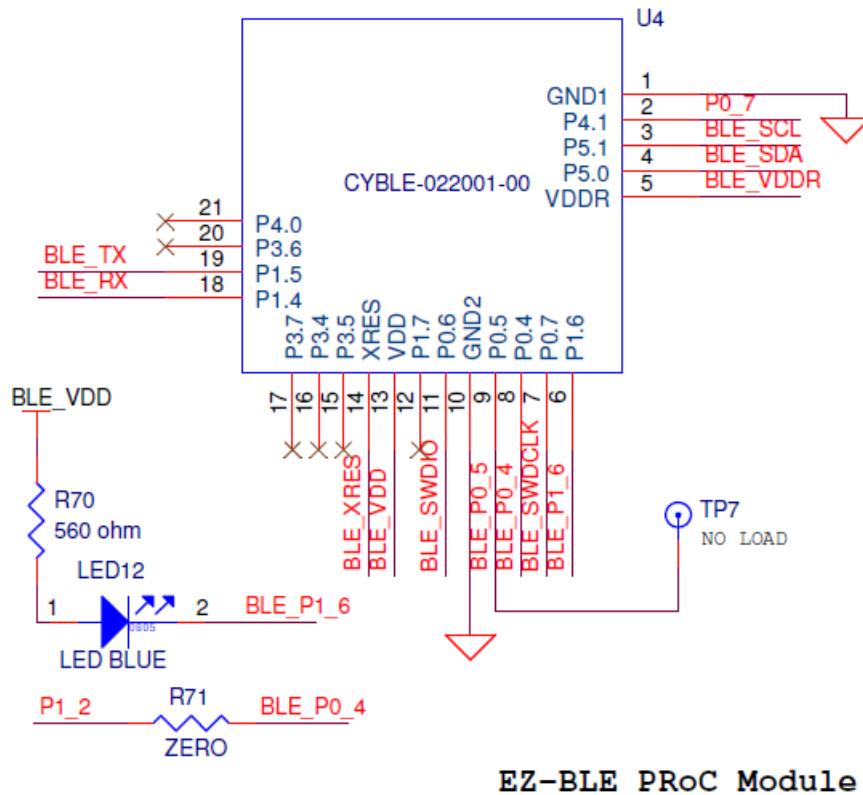 U4
CYBLE-022001-00
GND1 1
P4.1 2 P0_7
P5.1 3 BLE_SCL
P5.0 4 BLE_SDA
VDDR 5 BLE_VDDR
21 P4.0
20 P3.6
BLE_TX 19 P1.5
BLE_RX 18 P1.4
P3.7 P3.4 P3.5 XRES VDD P1.7 P0.6 GND2 P0.5 P0.4 P0.7 P1.6
17 16 15 14 13 12 11 10 9 8 7 6
BLE_XRES BLE_VDD BLE_SWDIO BLE_P0_5 BLE_P0_4 BLE_SWDCLK BLE_P1_6
BLE_VDD
R70
560 ohm
TP7
NO LOAD
LED12
1 2 BLE_P1_6
0805
LED BLUE
P1_2 R71 BLE_P0_4
ZERO
EZ-BLE PRoC Module